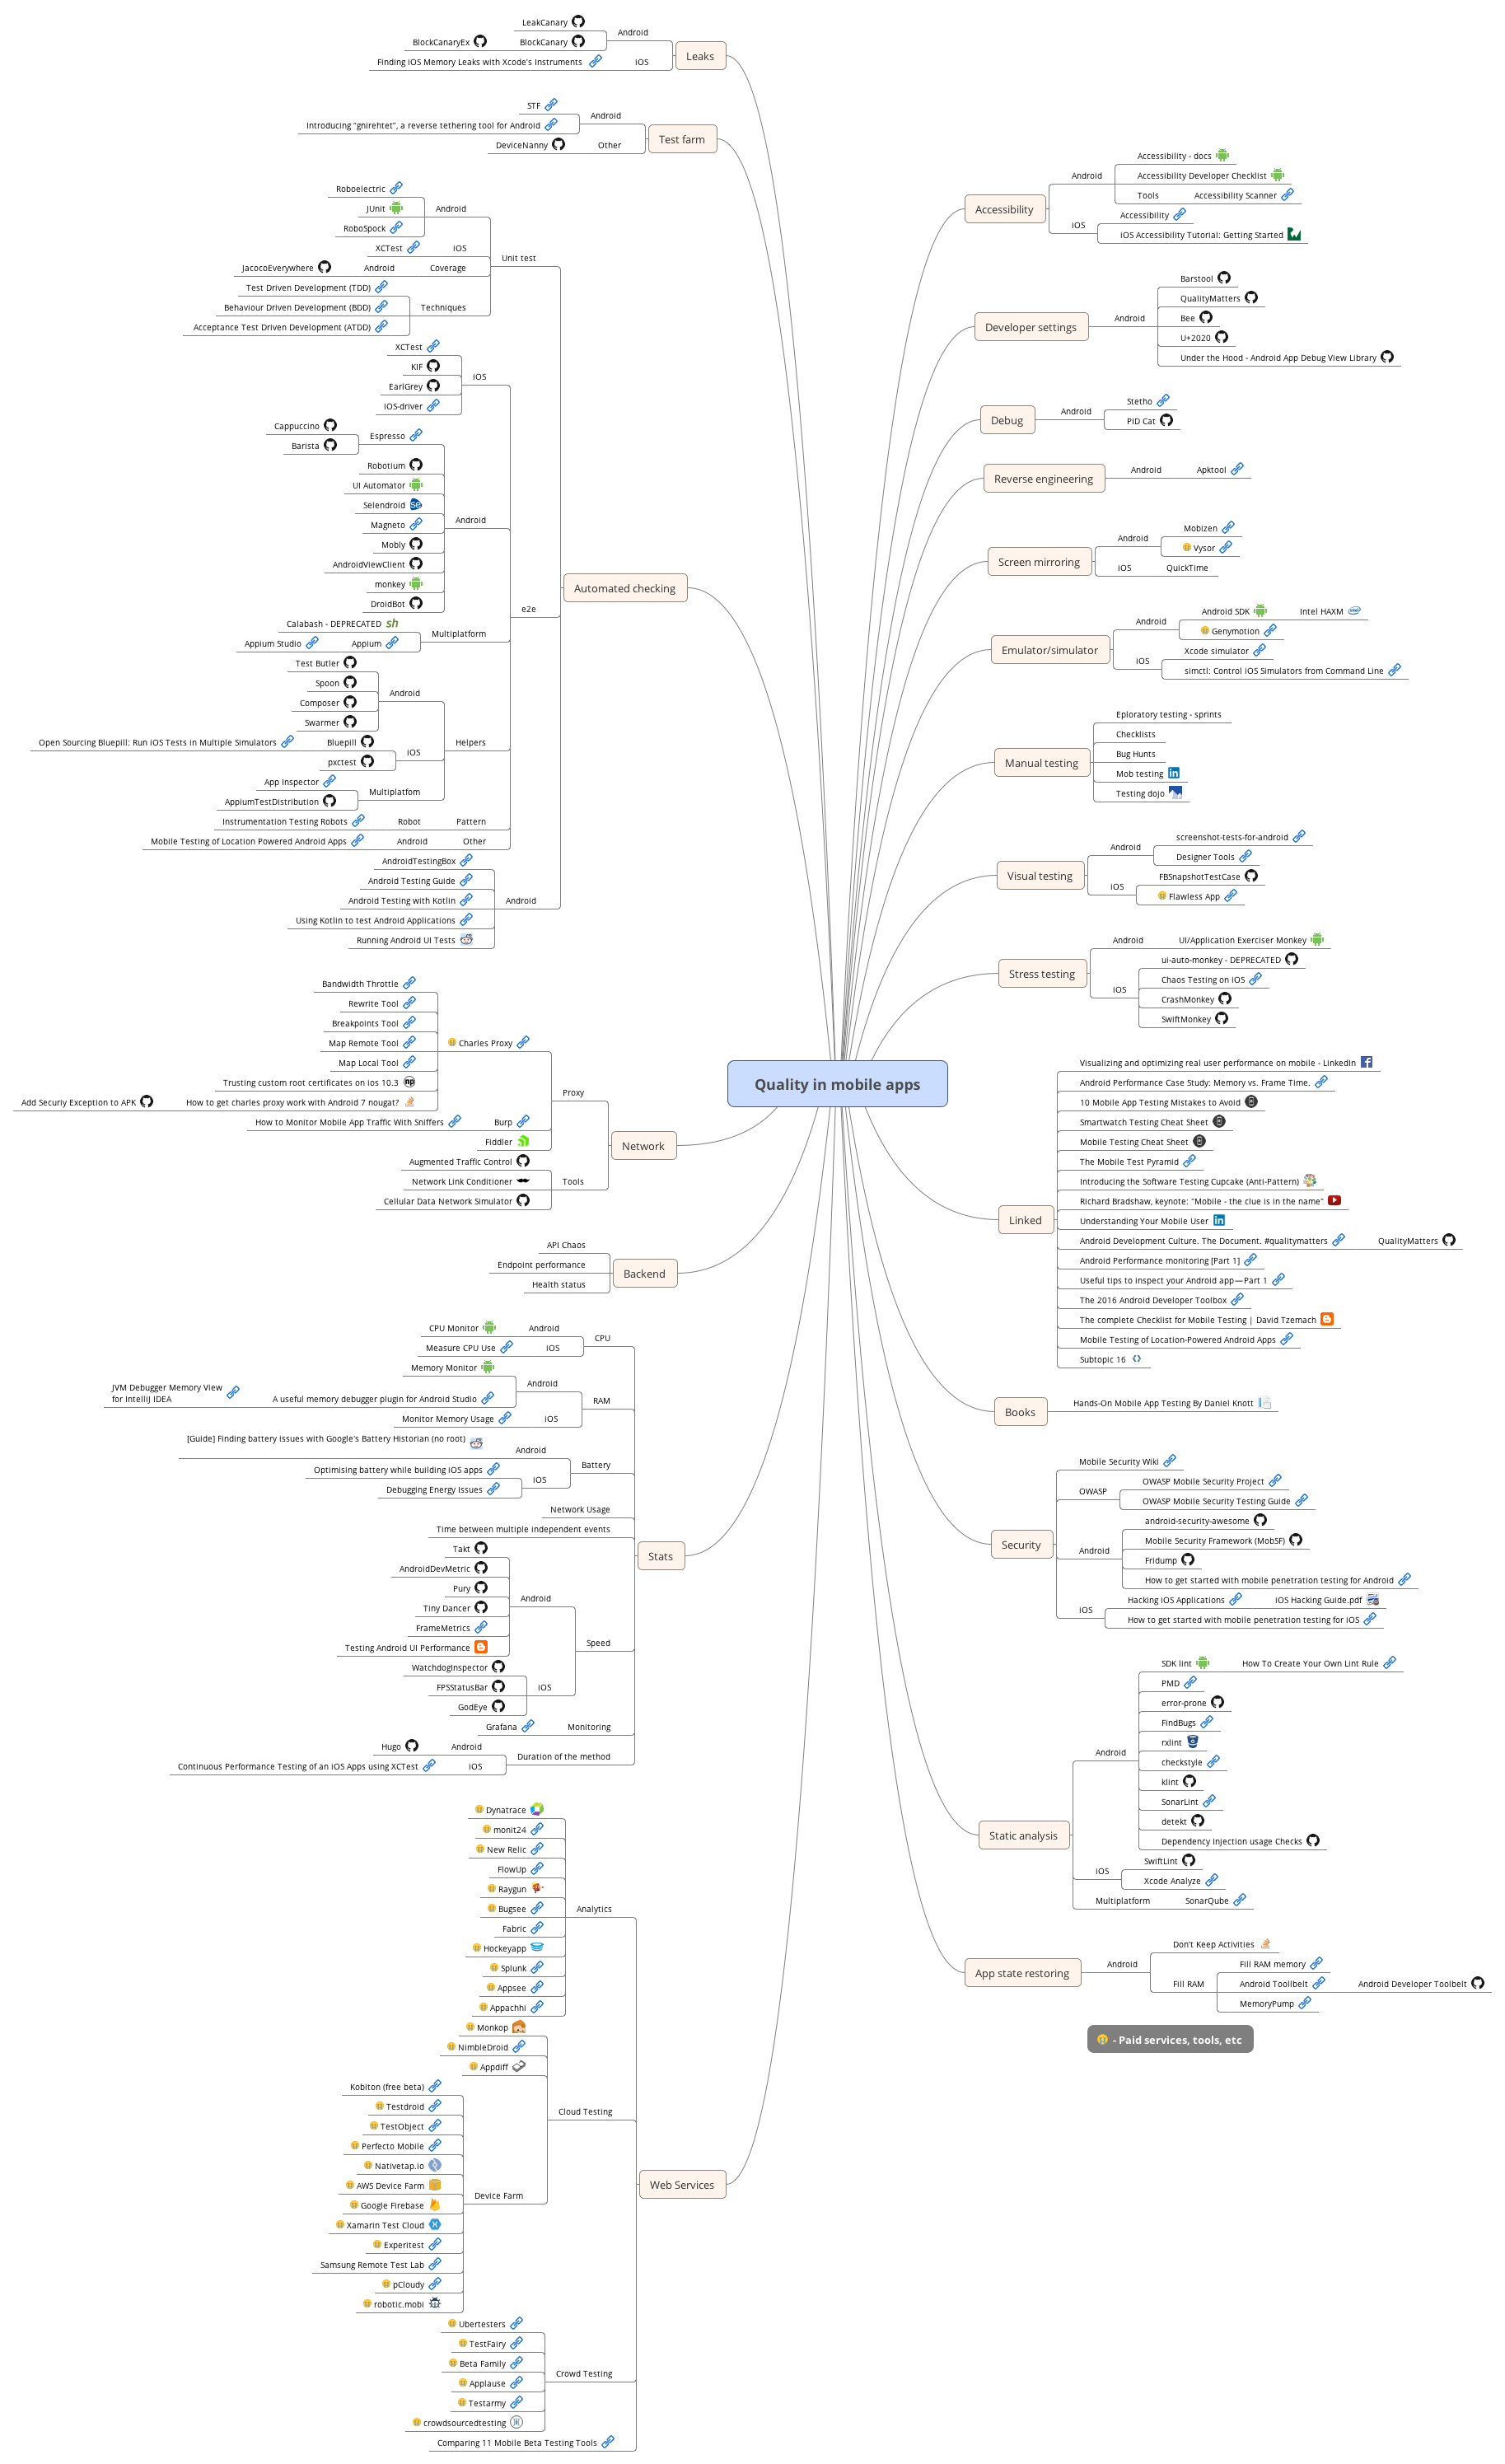 Quality in mobile apps
Leaks
Android
LeakCanary
BlockCanary
BlockCanaryEx
iOS
Finding iOS Memory Leaks with Xcode's Instruments
Test farm
Android
STF
Introducing "gnirehtet", a reverse tethering tool for Android
Other
DeviceNanny
Automated checking
Unit test
Android
Roboelectric
JUnit
RoboSpock
iOS
XCTest
Coverage
Android
JacocoEverywhere
Techniques
Test Driven Development (TDD)
Behaviour Driven Development (BDD)
Acceptance Test Driven Development (ATDD)
e2e
iOS
XCTest
KIF
EarlGrey
iOS-driver
Android
Espresso
Cappuccino
Barista
Robotium
UI Automator
Selendroid
Se
Magneto
Mobly
AndroidViewClient
monkey
DroidBot
Multiplatform
Calabash - DEPRECATED
sh
Appium
Appium Studio
Helpers
Android
Test Butler
Spoon
Composer
Swarmer
iOS
Bluepill
Open Sourcing Bluepill: Run iOS Tests in Multiple Simulators
pxctest
Multiplatfom
App Inspector
AppiumTestDistribution
Pattern
Robot
Instrumentation Testing Robots
Other
Android
Mobile Testing of Location Powered Android Apps
Android
AndroidTestingBox
Android Testing Guide
Android Testing with Kotlin
Using Kotlin to test Android Applications
Running Android UI Tests
Network
Proxy
Charles Proxy
Bandwidth Throttle
Rewrite Tool
Breakpoints Tool
Map Remote Tool
Map Local Tool
Trusting custom root certificates on ios 10.3
np
How to get charles proxy work with Android 7 nougat?
Add Securiy Exception to APK
Burp
How to Monitor Mobile App Traffic With Sniffers
Fiddler
Tools
Augmented Traffic Control
Network Link Conditioner
Cellular Data Network Simulator
Backend
API Chaos
Endpoint performance
Health status
Stats
CPU
Android
CPU Monitor
iOS
Measure CPU Use
RAM
Android
Memory Monitor
A useful memory debugger plugin for Android Studio
JVM Debugger Memory View
for IntelliJ IDEA
iOS
Monitor Memory Usage
Battery
Android
[Guide] Finding battery issues with Google's Battery Historian (no root)
iOS
Optimising battery while building iOS apps
Debugging Energy Issues
Network Usage
Time between multiple independent events
Speed
Android
Takt
AndroidDevMetric
Pury
Tiny Dancer
FrameMetrics
Testing Android UI Performance
iOS
WatchdogInspector
FPSStatusBar
GodEye
Monitoring
Grafana
Duration of the method
Android
Hugo
iOS
Continuous Performance Testing of an iOS Apps using XCTest
Web Services
Analytics
Dynatrace
monit24
New Relic
FlowUp
Raygun
Bugsee
Fabric
Hockeyapp
Splunk
Appsee
Appachhi
Cloud Testing
Monkop
NimbleDroid
Appdiff
Device Farm
Kobiton (free beta)
Testdroid
TestObject
Perfecto Mobile
Nativetap.io
AWS Device Farm
Google Firebase
Xamarin Test Cloud
Experitest
Samsung Remote Test Lab
pCloudy
robotic.mobi
Crowd Testing
Ubertesters
TestFairy
Beta Family
Applause
Testarmy
crowdsourcedtesting
Comparing 11 Mobile Beta Testing Tools
Accessibility
Android
Accessibility - docs
Accessibility Developer Checklist
Tools
Accessibility Scanner
iOS
Accessibility
iOS Accessibility Tutorial: Getting Started
Developer settings
Android
Barstool
QualityMatters
Bee
U+2020
Under the Hood - Android App Debug View Library
Debug
Android
Stetho
PID Cat
Reverse engineering
Android
Apktool
Screen mirroring
Android
Mobizen
Vysor
iOS
QuickTime
Emulator/simulator
Android
Android SDK
Intel HAXM
Genymotion
iOS
Xcode simulator
simctl: Control iOS Simulators from Command Line
Manual testing
Eploratory testing - sprints
Checklists
Bug Hunts
Mob testing
in
Testing dojo
Visual testing
Android
screenshot-tests-for-android
Designer Tools
iOS
FBSnapshotTestCase
Flawless App
Stress testing
Android
UI/Application Exerciser Monkey
iOS
ui-auto-monkey - DEPRECATED
Chaos Testing on iOS
CrashMonkey
SwiftMonkey
Linked
Visualizing and optimizing real user performance on mobile - LinkedIn
Android Performance Case Study: Memory vs. Frame Time.
10 Mobile App Testing Mistakes to Avoid
Smartwatch Testing Cheat Sheet
Mobile Testing Cheat Sheet
The Mobile Test Pyramid
Introducing the Software Testing Cupcake (Anti-Pattern)
Richard Bradshaw, keynote: "Mobile - the clue is in the name"
Understanding Your Mobile User
in
Android Development Culture. The Document. #qualitymatters
QualityMatters
Android Performance monitoring [Part 1]
Useful tips to inspect your Android app — Part 1
The 2016 Android Developer Toolbox
The complete Checklist for Mobile Testing | David Tzemach
Mobile Testing of Location-Powered Android Apps
Subtopic 16
Books
Hands-On Mobile App Testing By Daniel Knott
Security
Mobile Security Wiki
OWASP
OWASP Mobile Security Project
OWASP Mobile Security Testing Guide
Android
android-security-awesome
Mobile Security Framework (MobSF)
Fridump
How to get started with mobile penetration testing for Android
iOS
Hacking iOS Applications
iOS Hacking Guide.pdf
How to get started with mobile penetration testing for iOS
Static analysis
Android
SDK lint
How To Create Your Own Lint Rule
PMD
error-prone
FindBugs
rxlint
checkstyle
klint
SonarLint
detekt
Dependency Injection usage Checks
iOS
SwiftLint
Xcode Analyze
Multiplatform
SonarQube
App state restoring
Android
Don't Keep Activities
Fill RAM
Fill RAM memory
Android Toollbelt
Android Developer Toolbelt
MemoryPump
- Paid services, tools, etc